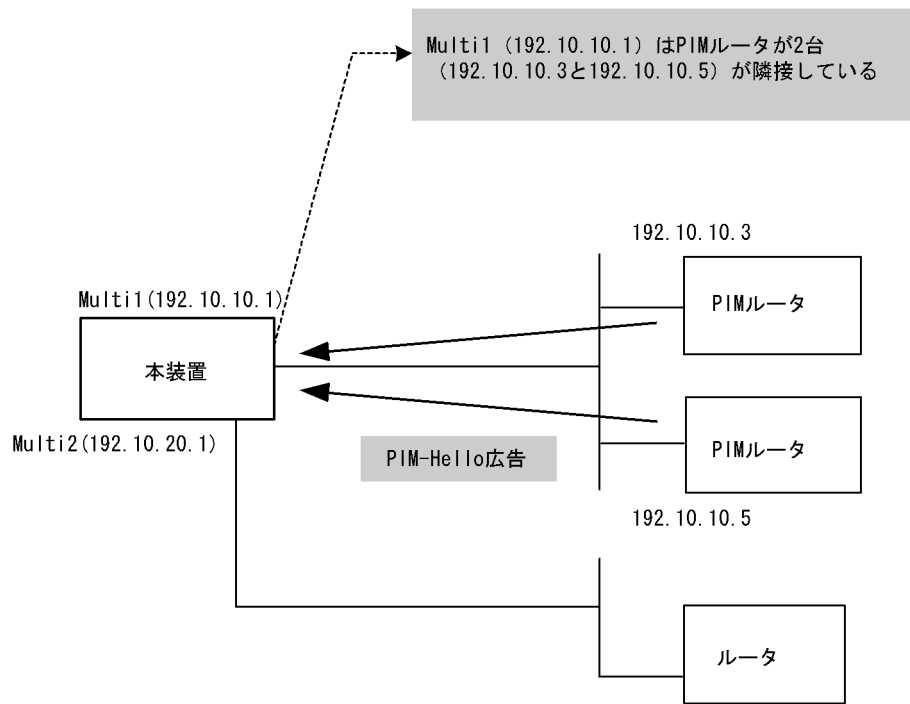 Multi1 (192.10.10.1) はPIMルータが2台
(192.10.10.3と192.10.10.5) が隣接している
192.10.10.3
Multi1(192.10.10.1)
PIMルータ
本装置
PIMルータ
Multi2(192.10.20.1)
PIM-Hello広告
192.10.10.5
ルータ